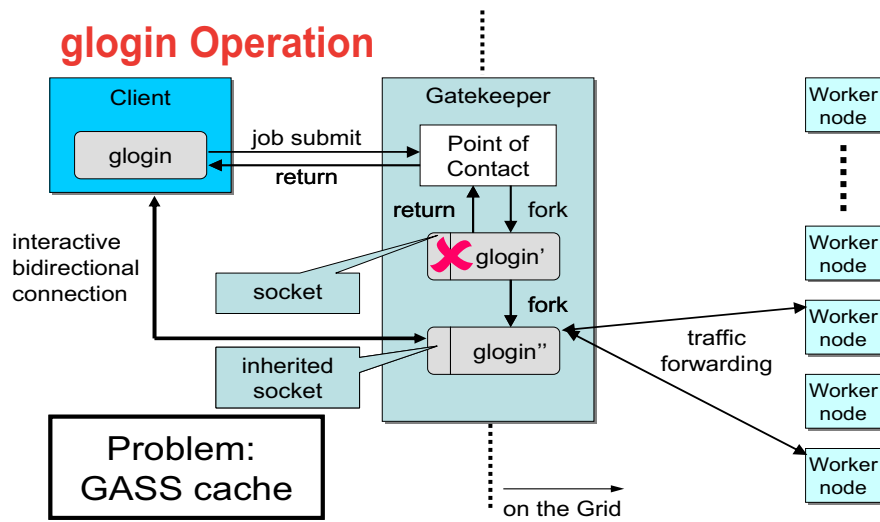 glogin Operation
Client
glogin
job submit
return
Gatekeeper
Point of
Contact
return
fork
glogin'
socket
fork
glogin''
inherited
socket
interactive
bidirectional
connection
traffic
forwarding
Worker
node
Worker
node
Worker
node
Worker
node
Worker
node
Problem:
GASS cache
on the Grid